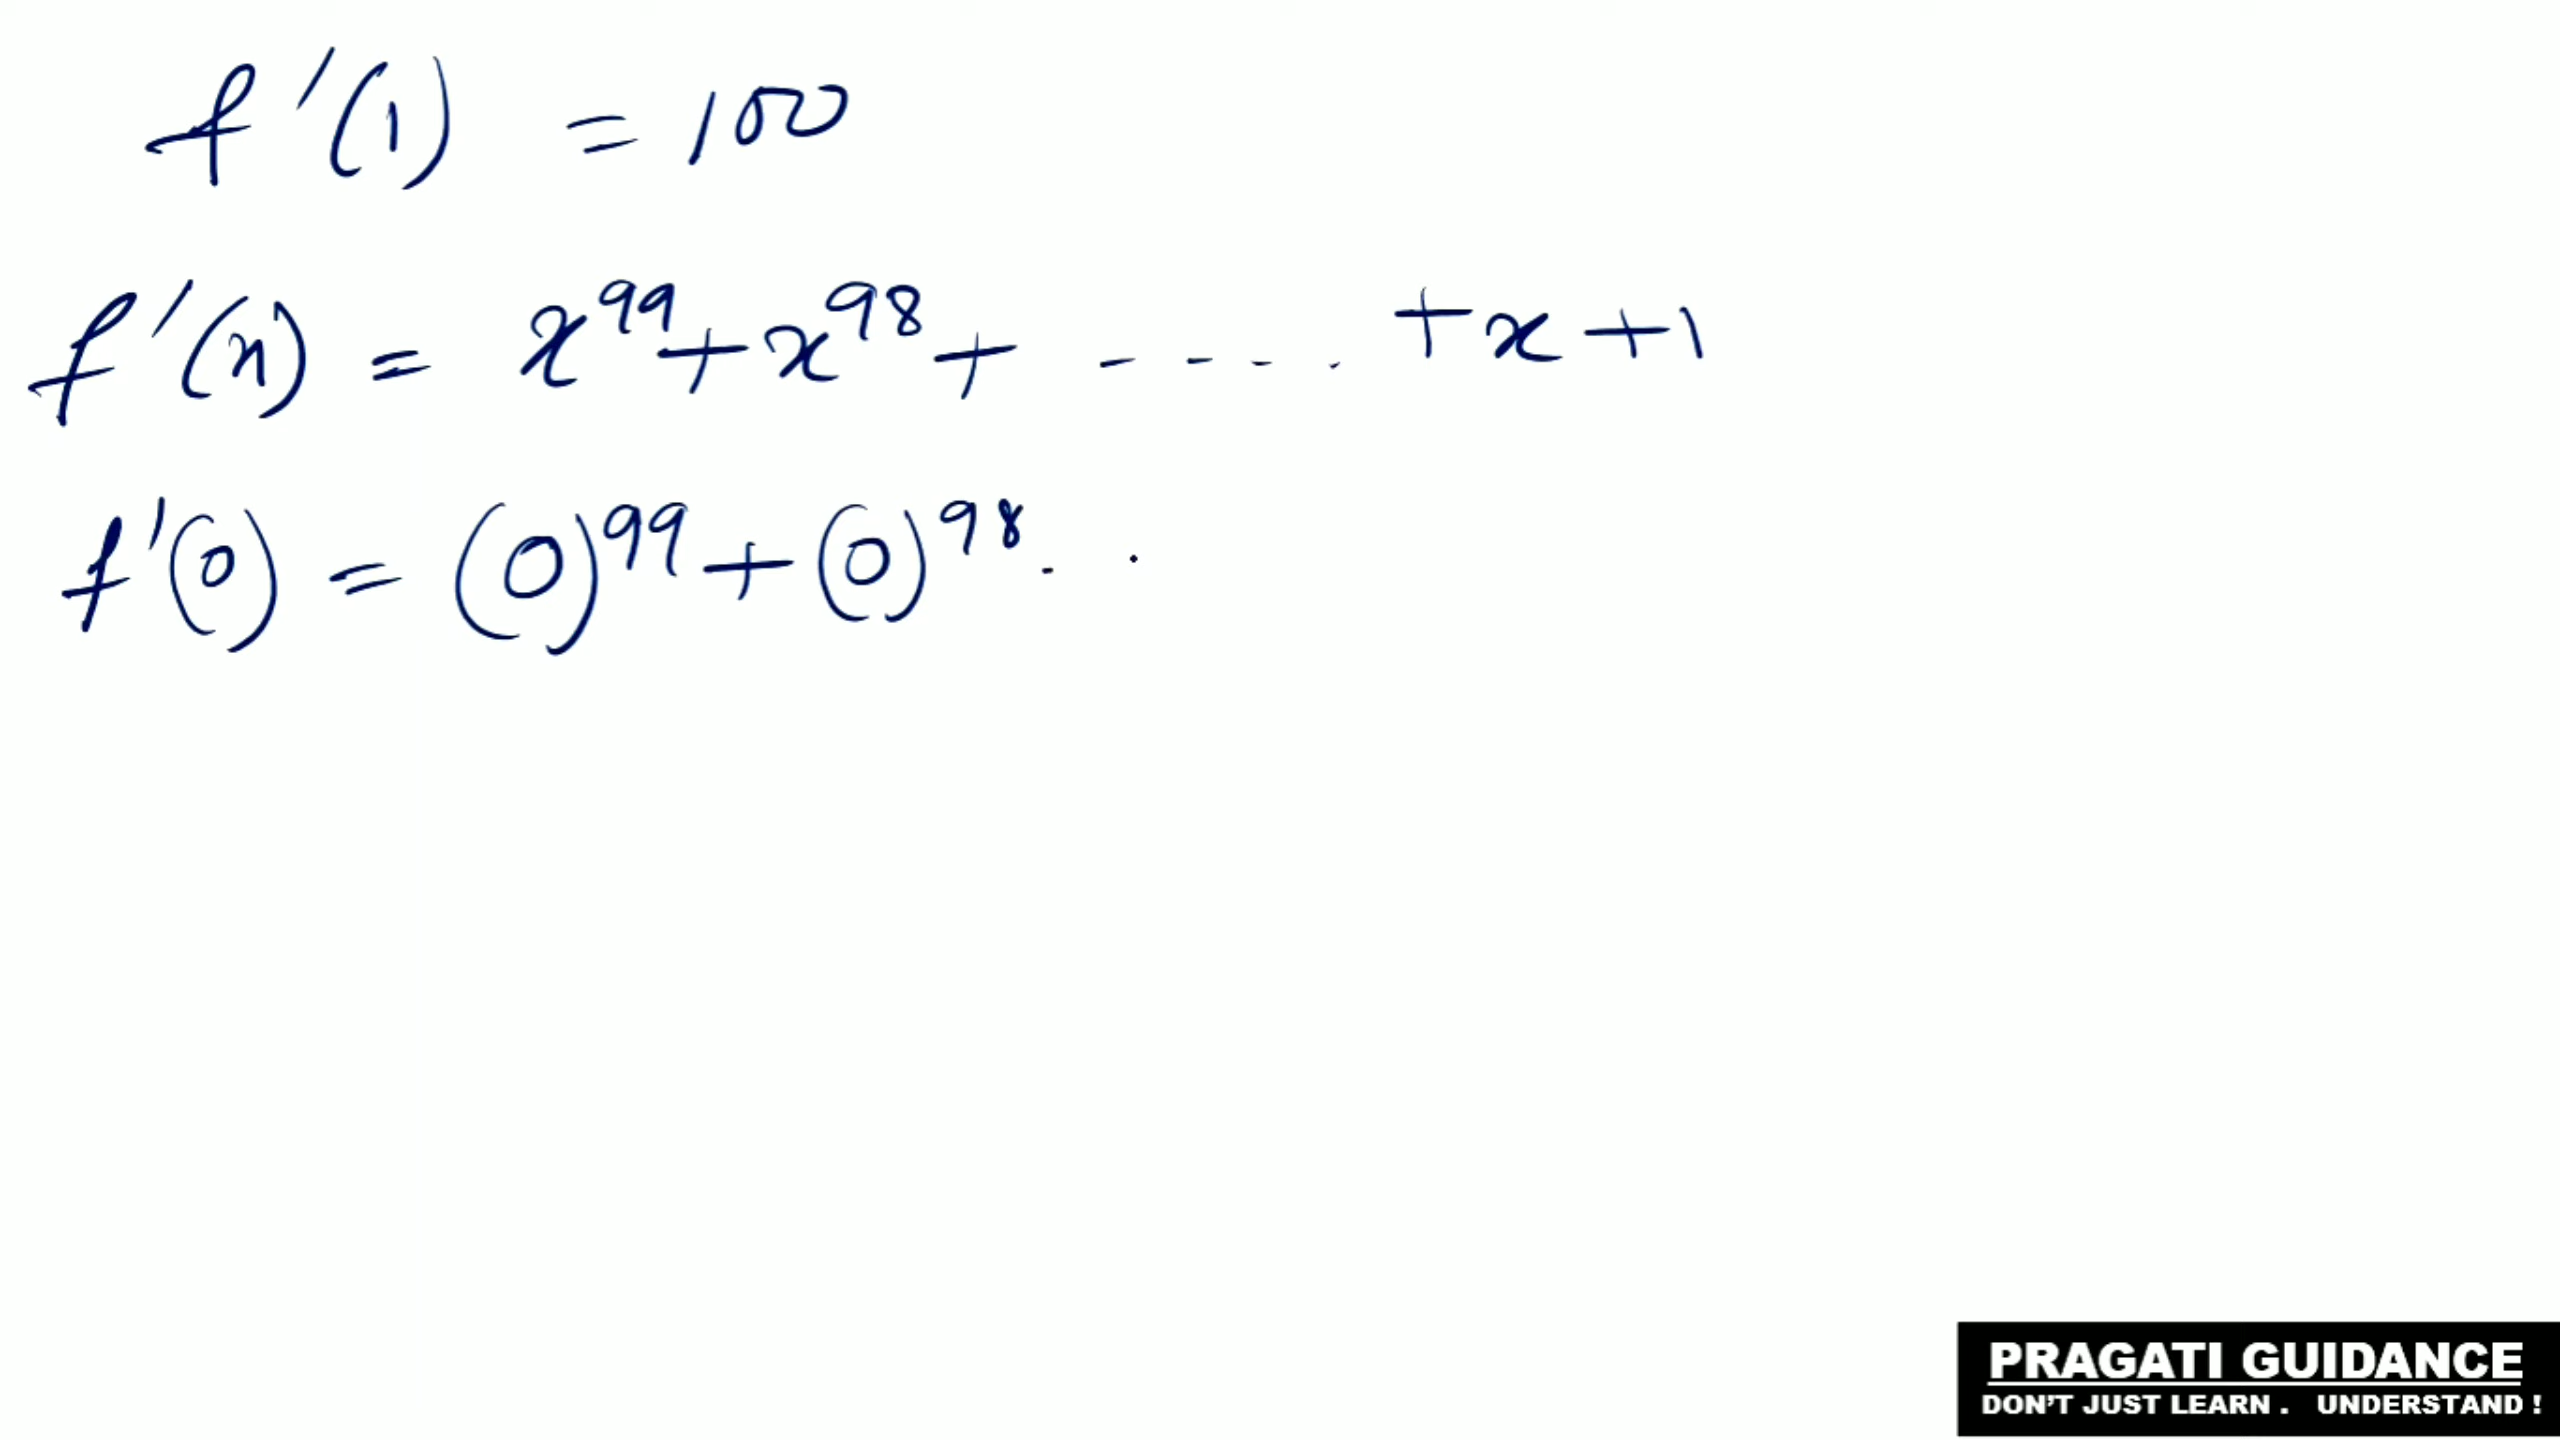 f'(1) = 100
f'(x) = x^99 + x^98 + - - - - . + x + 1
f'(0) = (0)^99 + (0)^98 - .
PRAGATI GUIDANCE
DON'T JUST LEARN . UNDERSTAND !